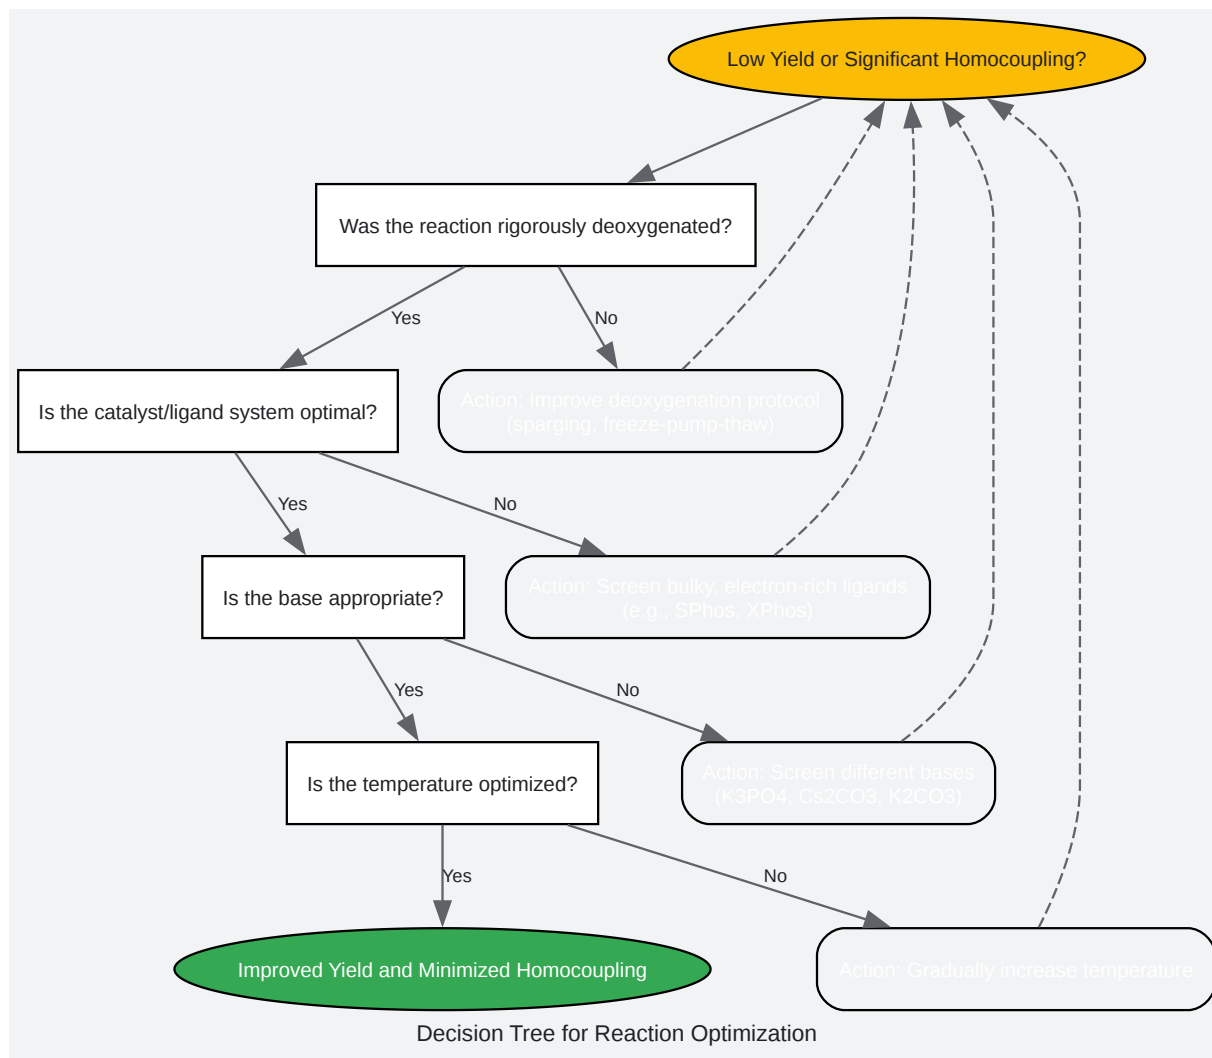 Low Yield or Significant Homocoupling?
Was the reaction rigorously deoxygenated?
Yes
No
Is the catalyst/ligand system optimal?
Action: Improve deoxygenation protocol
(sparging, freeze-pump-thaw)
Yes
No
Is the base appropriate?
Action: Screen bulky, electron-rich ligands
(e.g., SPhos, XPhos)
Yes
No
Is the temperature optimized?
Action: Screen different bases
(K3PO4, Cs2CO3, K2CO3)
Yes
No
Improved Yield and Minimized Homocoupling
Action: Gradually increase temperature
Decision Tree for Reaction Optimization